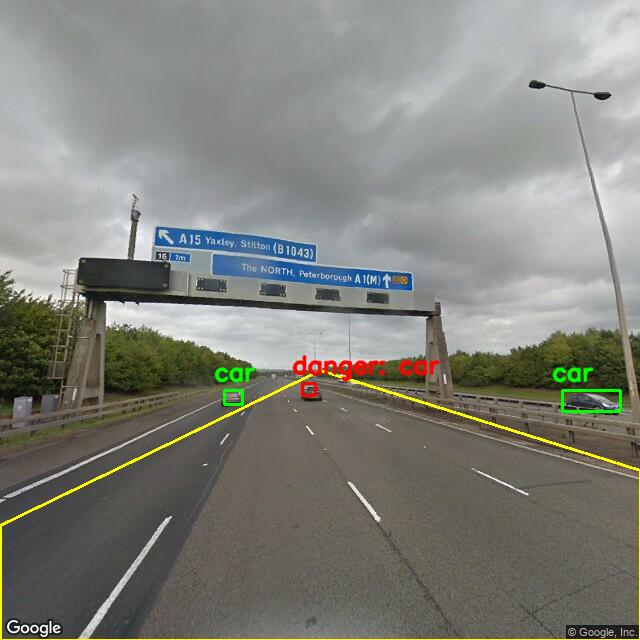 A15 Yaxley, Stilton (B1043)
16 1m
The NORTH, Peterborough A1(M)
danger: car
car
car
Google
© Google, Inc.